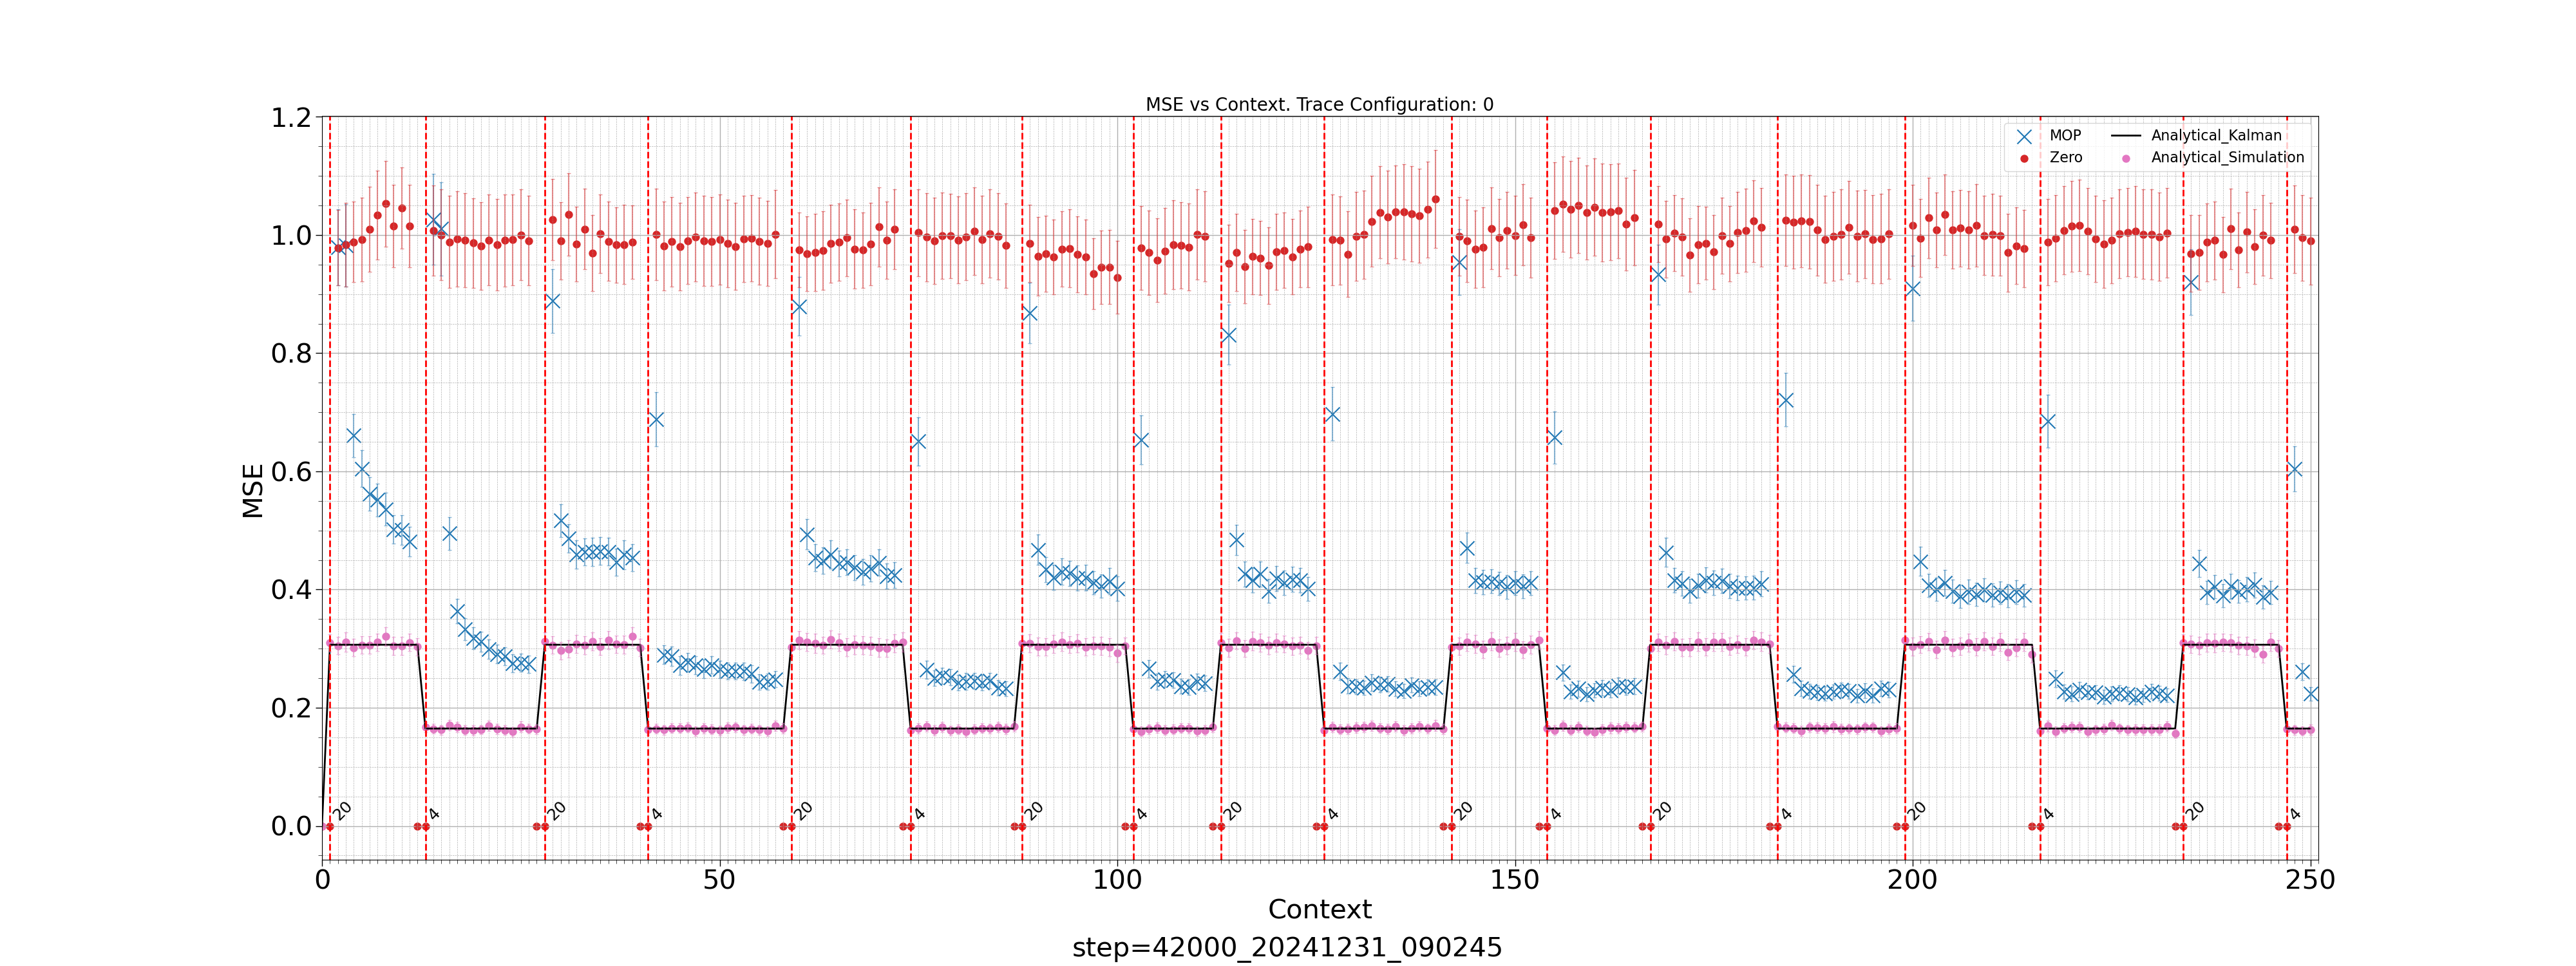 MSE vs Context. Trace Configuration: 0
MOP
Zero
Analytical_Kalman
Analytical_Simulation
MSE
1.2
1.0
0.8
0.6
0.4
0.2
0.0
20 4 20 4 20 4 20 4 20 4 20 4 20 4 20 4 20 4
0 50 100 150 200 250
Context
step=42000_20241231_090245